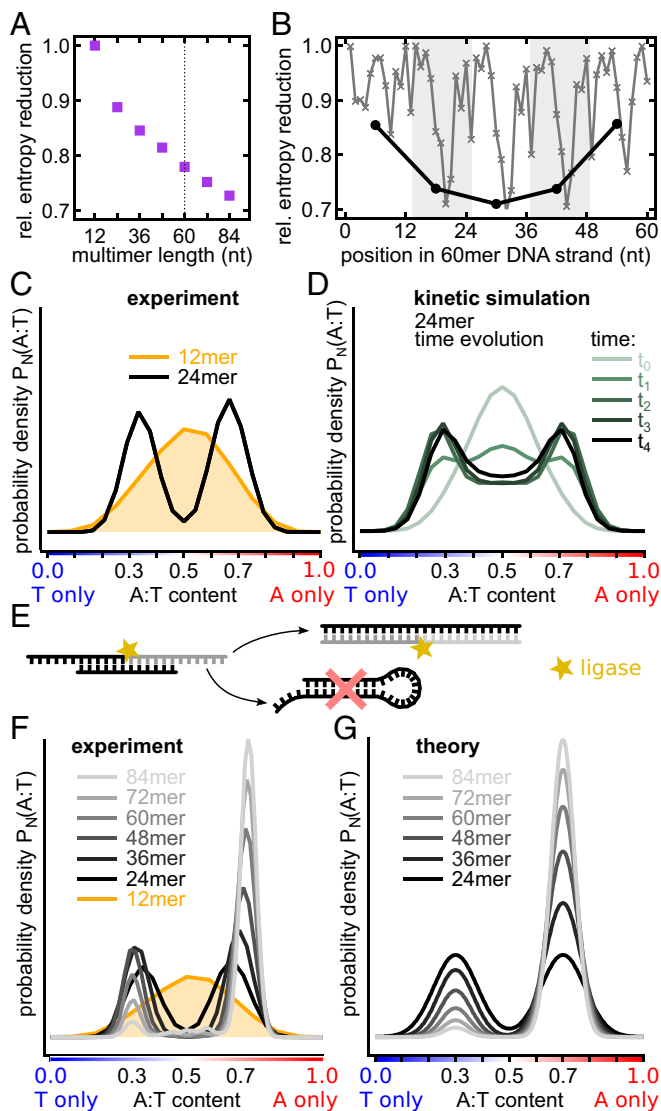 A
rel. entropy reduction
1.0
0.9
0.8
0.7
12 36 60 84
multimer length (nt)
B
rel. entropy reduction
1.0
0.9
0.8
0.7
0 12 24 36 48 60
position in 60mer DNA strand (nt)
C
experiment
12mer
24mer
probability density P_N(A:T)
0.0 0.3 0.5 0.7 1.0
T only A:T content A only
D
kinetic simulation
24mer
time evolution
time:
t_0
t_1
t_2
t_3
t_4
probability density P_N(A:T)
0.0 0.3 0.5 0.7 1.0
T only A:T content A only
E
ligase
F
experiment
84mer
72mer
60mer
48mer
36mer
24mer
12mer
probability density P_N(A:T)
0.0 0.3 0.5 0.7 1.0
T only A:T content A only
G
theory
84mer
72mer
60mer
48mer
36mer
24mer
probability density P_N(A:T)
0.0 0.3 0.5 0.7 1.0
T only A:T content A only